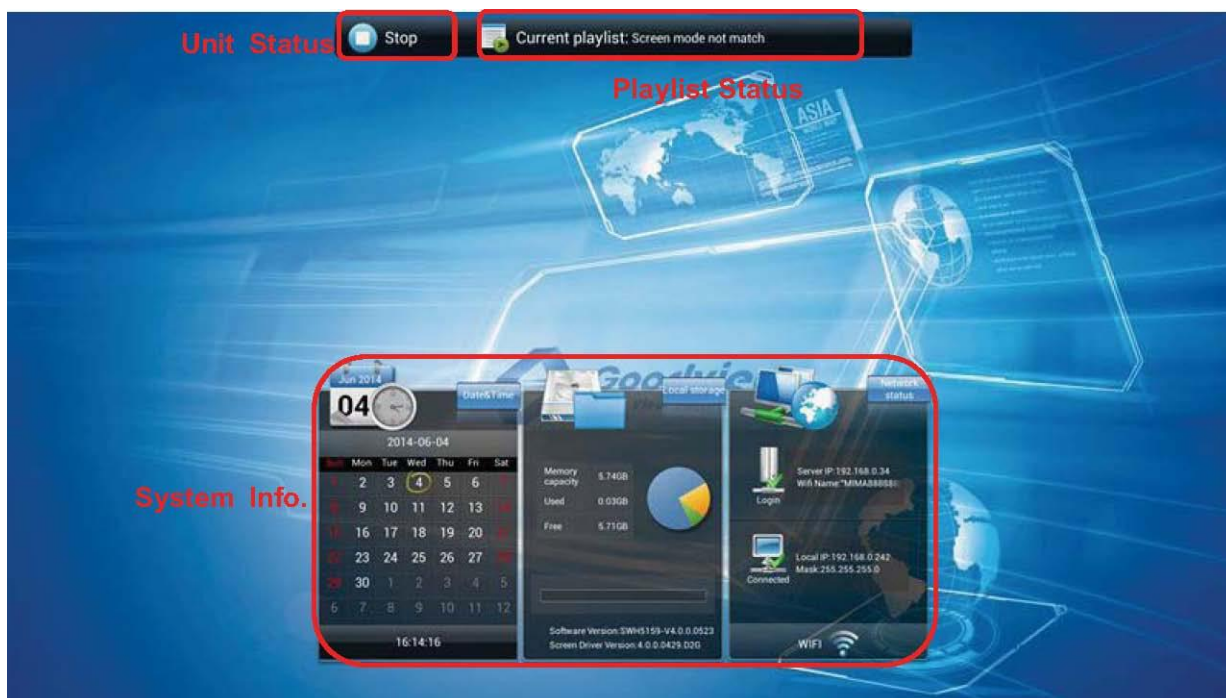 Unit Status
Stop
Current playlist: Screen mode not match
Playlist Status
ASIA
System Info.
Jun 2014
04
Date&Time
2014-06-04
Sun Mon Tue Wed Thu Fri Sat
1 2 3 4 5 6 7
8 9 10 11 12 13 14
15 16 17 18 19 20 21
22 23 24 25 26 27 28
29 30 1 2 3 4 5
6 7 8 9 10 11 12
16:14:16
Goodview
Local storage
Memory capacity 5.74GB
Used 0.03GB
Free 5.71GB
Software Version:SWH5159-V4.0.0.0523
Screen Driver Version:4.0.0.0429.D2G
Network
status
Server IP:192.168.0.34
Wifi Name:"MIMA88888
Login
Local IP:192.168.0.242
Mask:255.255.255.0
Connected
WIFI